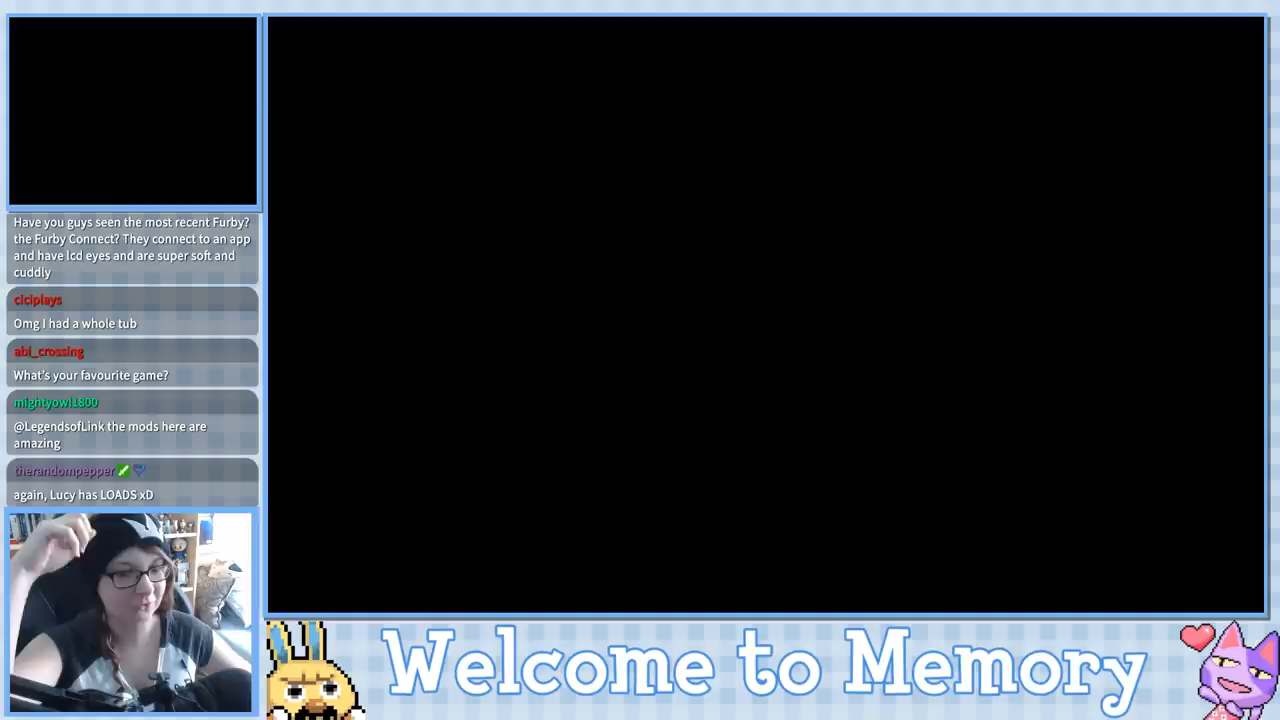 Have you guys seen the most recent Furby?
the Furby Connect? They connect to an app
and have lcd eyes and are super soft and
cuddly
ciciplays
Omg I had a whole tub
abi_crossing
What's your favourite game?
mightyowl1800
@LegendsofLink the mods here are
amazing
therandompepper
again, Lucy has LOADS xD
Welcome to Memory